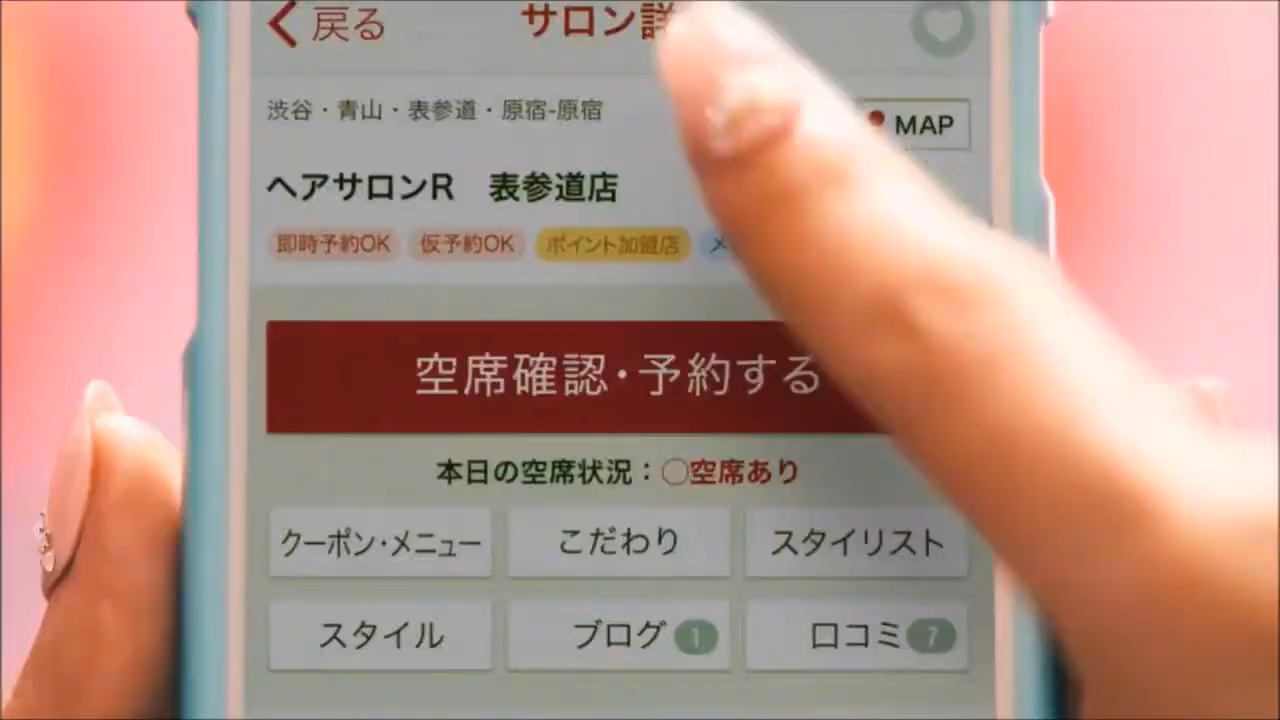 戻る
サロン詳
渋谷・青山・表参道・原宿-原宿
MAP
ヘアサロンR 表参道店
即時予約OK 仮予約OK ポイント加盟店 メ
空席確認・予約する
本日の空席状況：〇空席あり
クーポン・メニュー こだわり スタイリスト
スタイル ブログ 1 口コミ 7